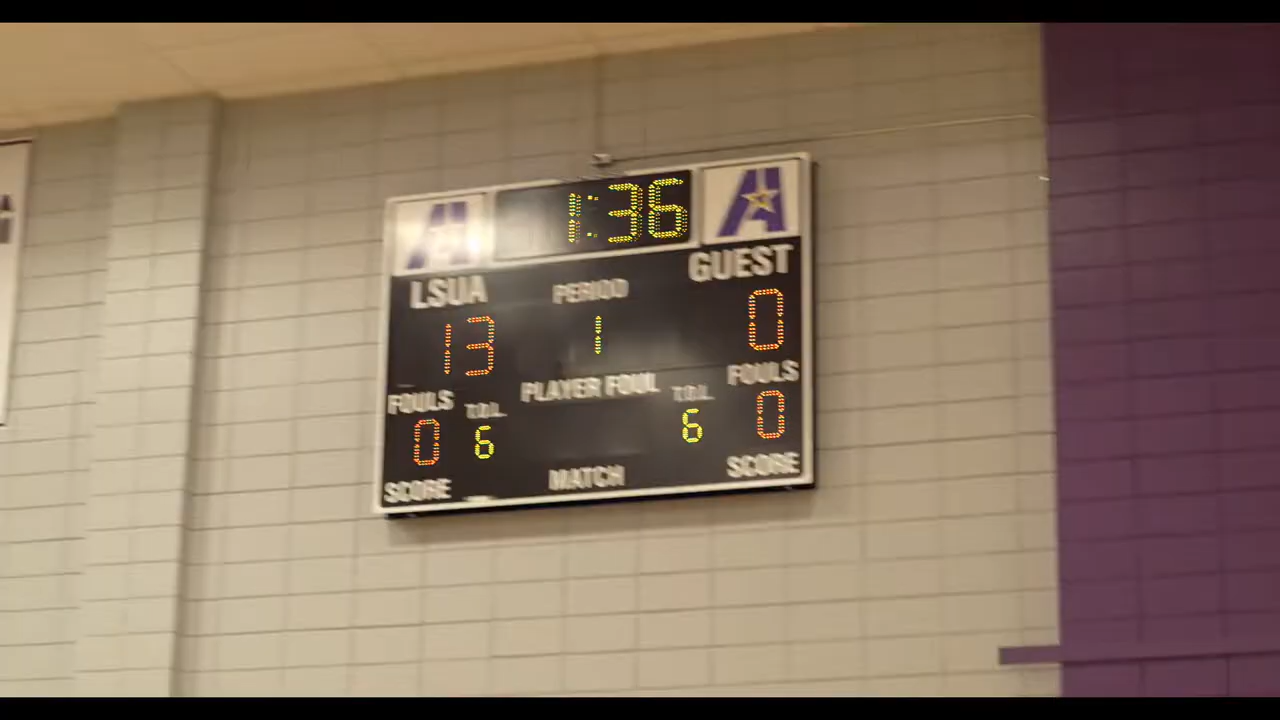 1:36
LSUA PERIOD GUEST
13 1 0
FOULS T.O.L. PLAYER FOUL T.O.L. FOULS
0 6 6 0
SCORE MATCH SCORE